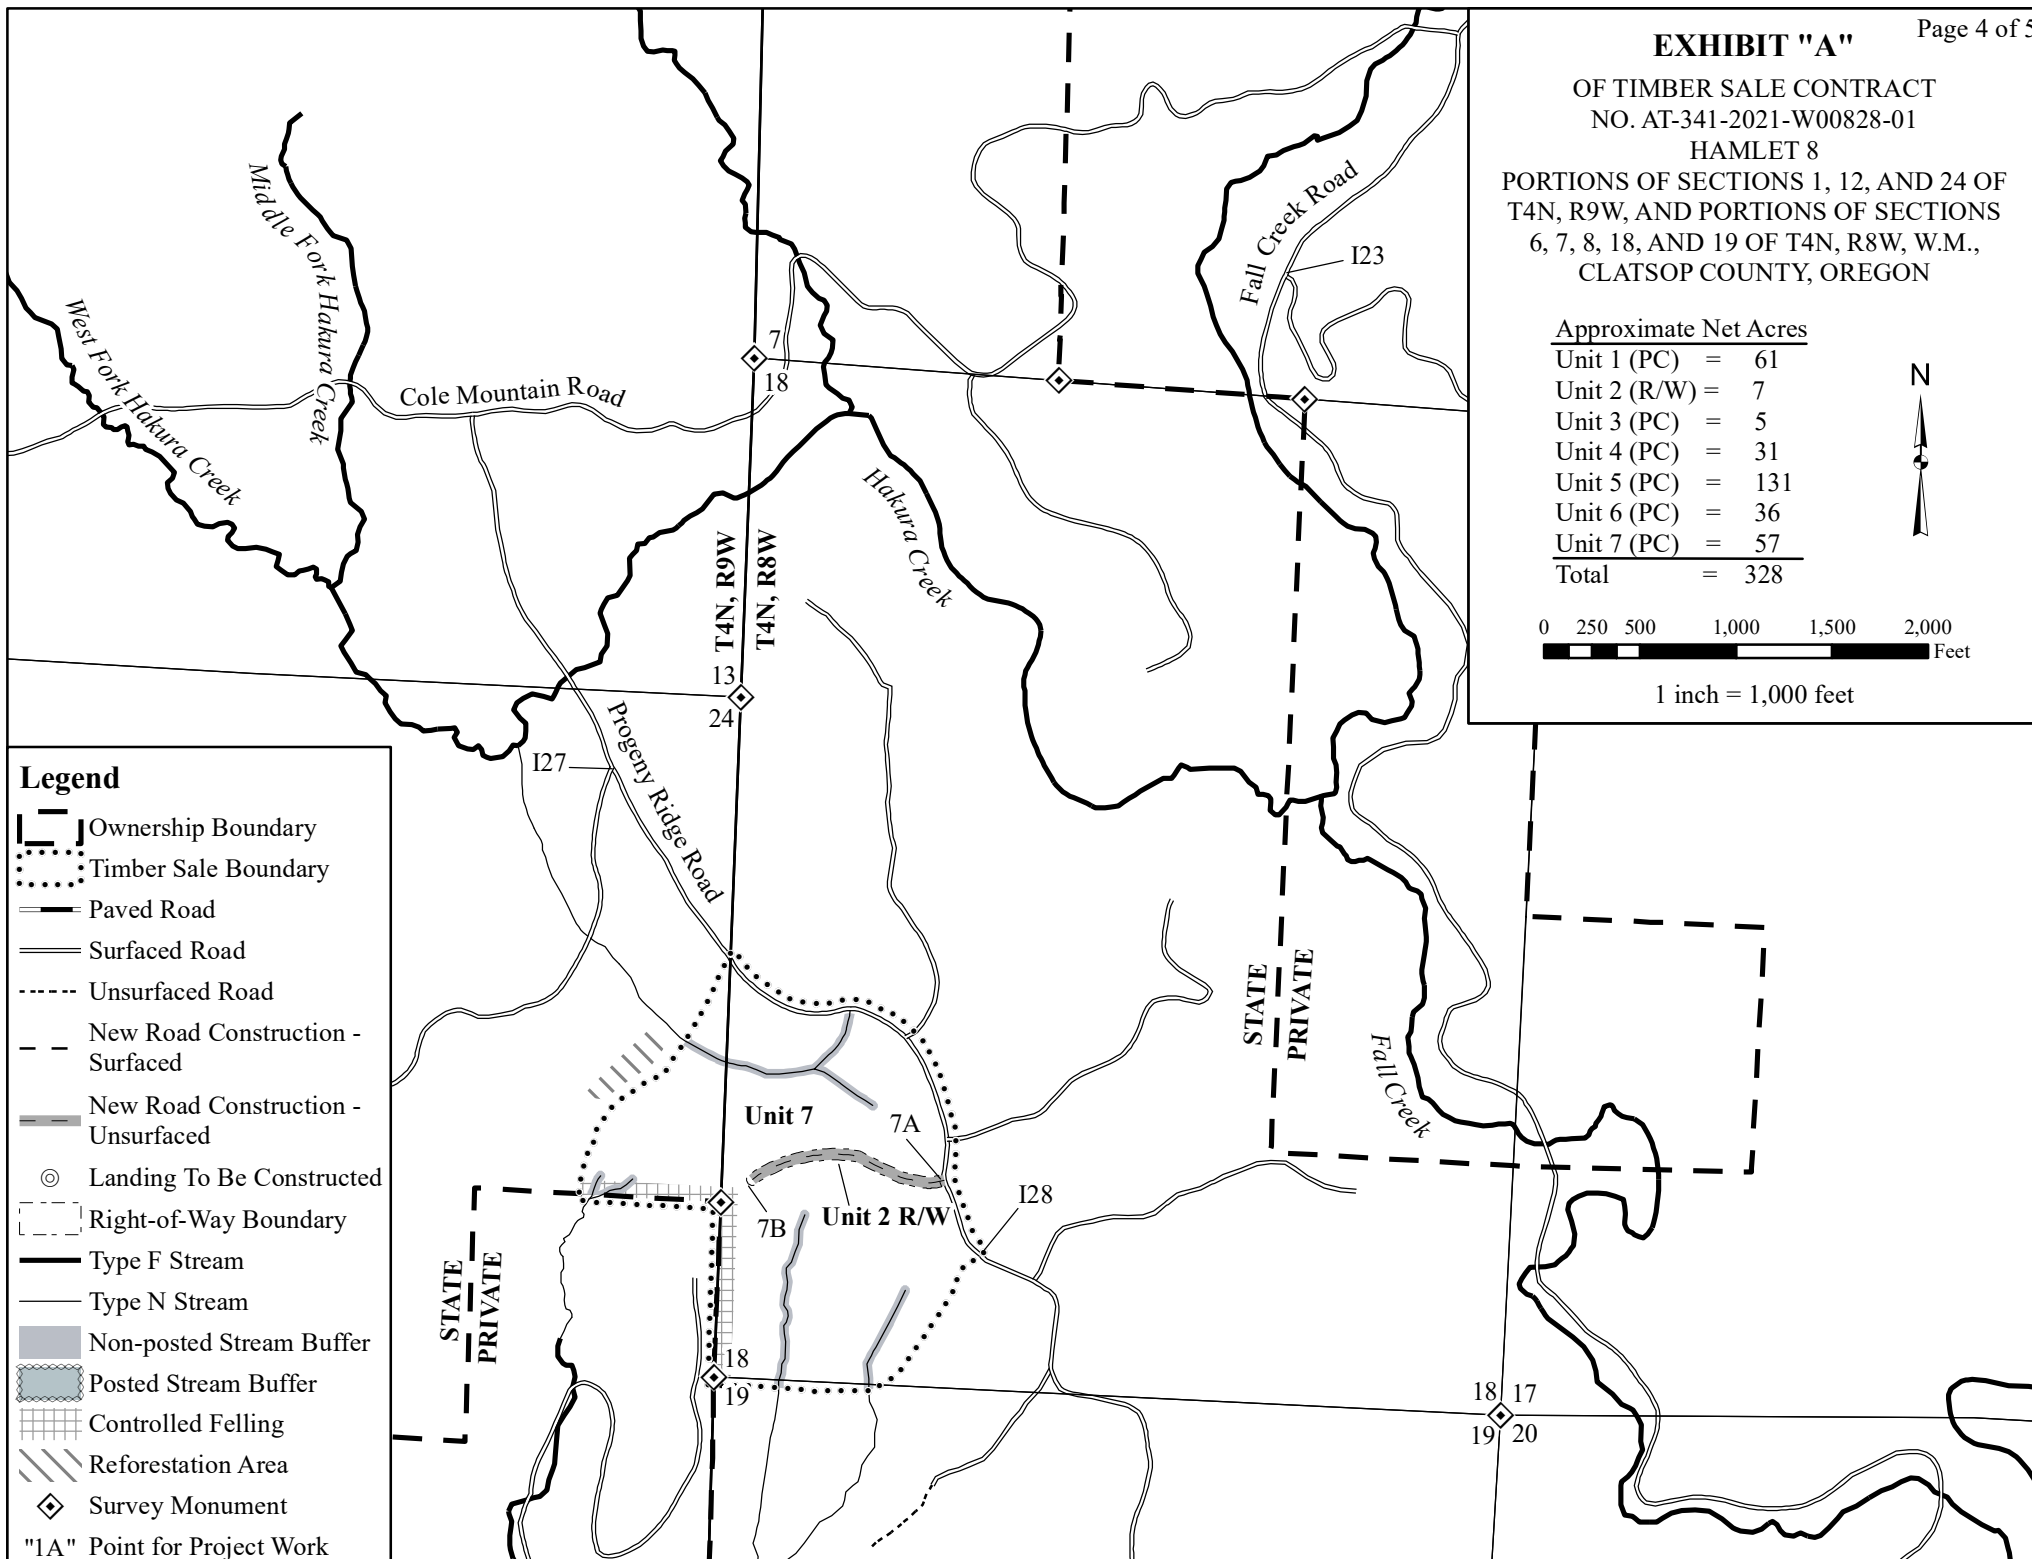 Page 4 of 5
EXHIBIT "A"
OF TIMBER SALE CONTRACT
NO. AT-341-2021-W00828-01
HAMLET 8
PORTIONS OF SECTIONS 1, 12, AND 24 OF
T4N, R9W, AND PORTIONS OF SECTIONS
6, 7, 8, 18, AND 19 OF T4N, R8W, W.M.,
CLATSOP COUNTY, OREGON
Approximate Net Acres
Unit 1 (PC) = 61
Unit 2 (R/W) = 7
Unit 3 (PC) = 5
Unit 4 (PC) = 31
Unit 5 (PC) = 131
Unit 6 (PC) = 36
Unit 7 (PC) = 57
Total = 328
N
0 250 500 1,000 1,500 2,000
Feet
1 inch = 1,000 feet
Middle Fork Hakura Creek
West Fork Hakura Creek
Cole Mountain Road
Fall Creek Road
I23
7
18
Hakura Creek
T4N, R9W
T4N, R8W
13
24
Progeny Ridge Road
I27
STATE
PRIVATE
Fall Creek
Unit 7
7A
7B
Unit 2 R/W
I28
STATE
PRIVATE
18
19
18 17
19 20
Legend
Ownership Boundary
Timber Sale Boundary
Paved Road
Surfaced Road
Unsurfaced Road
New Road Construction -
Surfaced
New Road Construction -
Unsurfaced
Landing To Be Constructed
Right-of-Way Boundary
Type F Stream
Type N Stream
Non-posted Stream Buffer
Posted Stream Buffer
Controlled Felling
Reforestation Area
Survey Monument
"1A" Point for Project Work